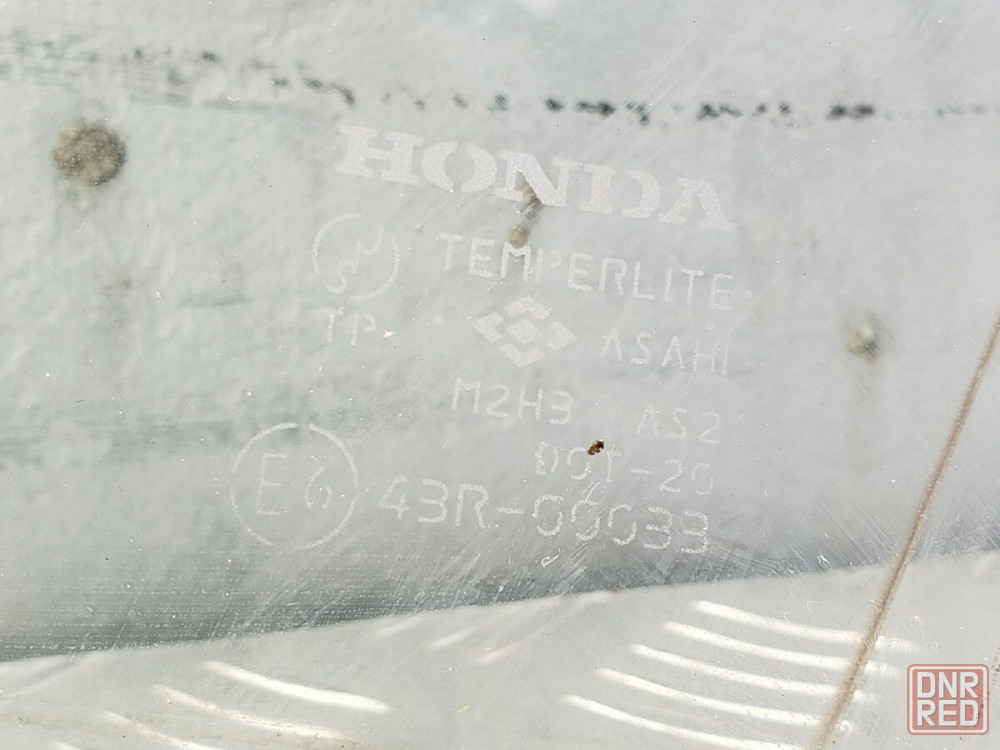 HONDA
TEMPERLITE
TP
ASAHI
M2H3 AS2
DOT-20
E6 43R-00033
DNR
RED